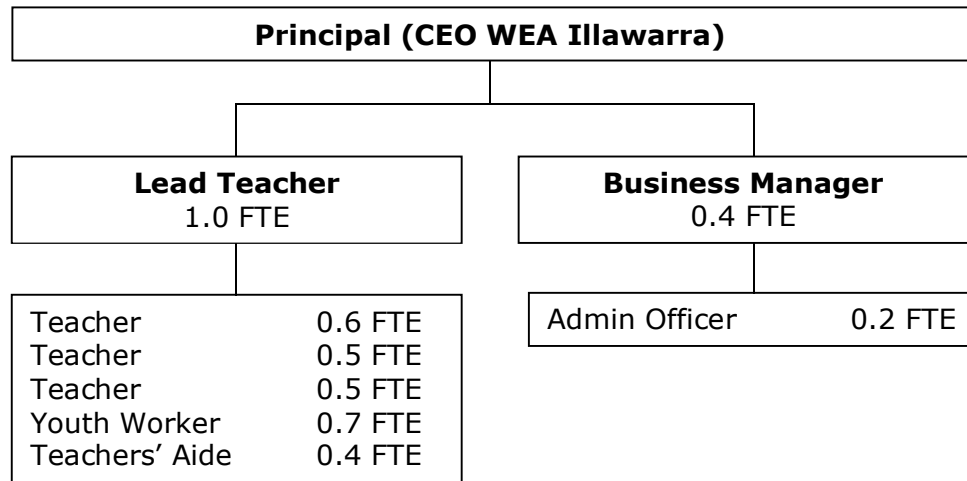 Principal (CEO WEA Illawarra)
Lead Teacher
1.0 FTE
Business Manager
0.4 FTE
Teacher 0.6 FTE
Teacher 0.5 FTE
Teacher 0.5 FTE
Youth Worker 0.7 FTE
Teachers’ Aide 0.4 FTE
Admin Officer 0.2 FTE